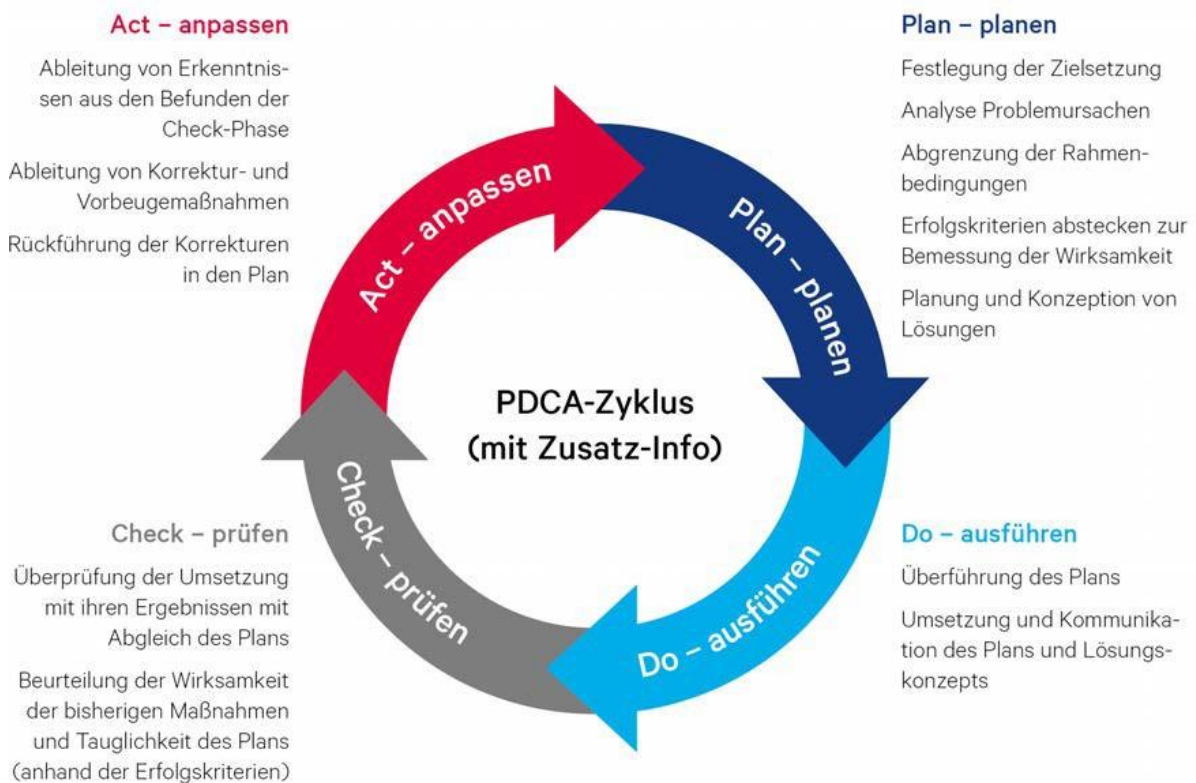 Act – anpassen
Ableitung von Erkenntnis-
sen aus den Befunden der
Check-Phase
Ableitung von Korrektur- und
Vorbeugemaßnahmen
Rückführung der Korrekturen
in den Plan
Plan – planen
Festlegung der Zielsetzung
Analyse Problemursachen
Abgrenzung der Rahmen-
bedingungen
Erfolgskriterien abstecken zur
Bemessung der Wirksamkeit
Planung und Konzeption von
Lösungen
Act – anpassen
Plan – planen
PDCA-Zyklus
(mit Zusatz-Info)
Check – prüfen
Do – ausführen
Check – prüfen
Überprüfung der Umsetzung
mit ihren Ergebnissen mit
Abgleich des Plans
Beurteilung der Wirksamkeit
der bisherigen Maßnahmen
und Tauglichkeit des Plans
(anhand der Erfolgskriterien)
Do – ausführen
Überführung des Plans
Umsetzung und Kommunika-
tion des Plans und Lösungs-
konzepts